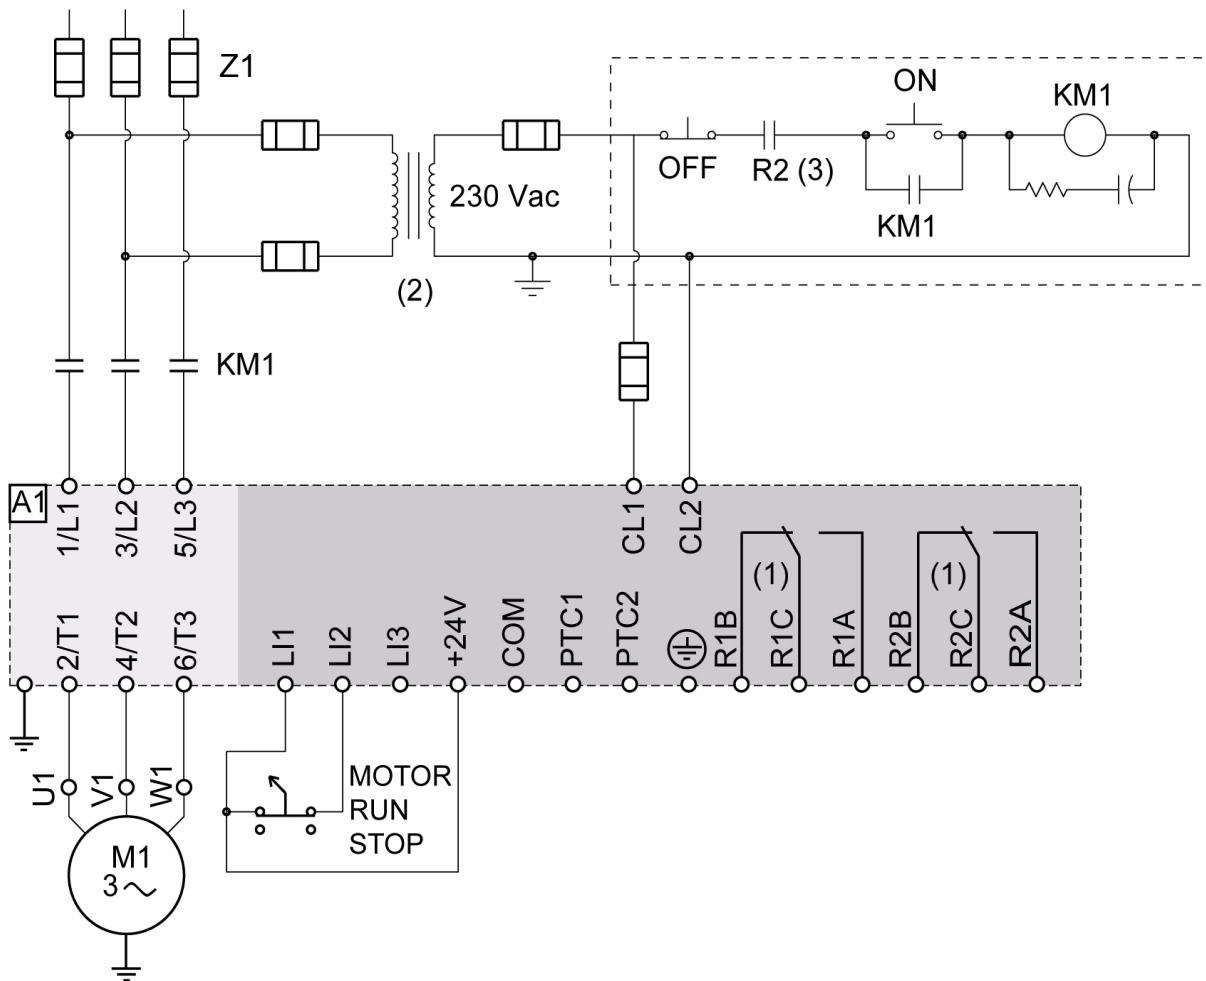 Z1
ON
KM1
OFF
R2 (3)
230 Vac
KM1
(2)
KM1
A1
1/L1
3/L2
5/L3
CL1
CL2
(1)
(1)
2/T1
4/T2
6/T3
LI1
LI2
LI3
+24V
COM
PTC1
PTC2
R1B
R1C
R1A
R2B
R2C
R2A
U1
V1
W1
MOTOR
RUN
STOP
M1
3~